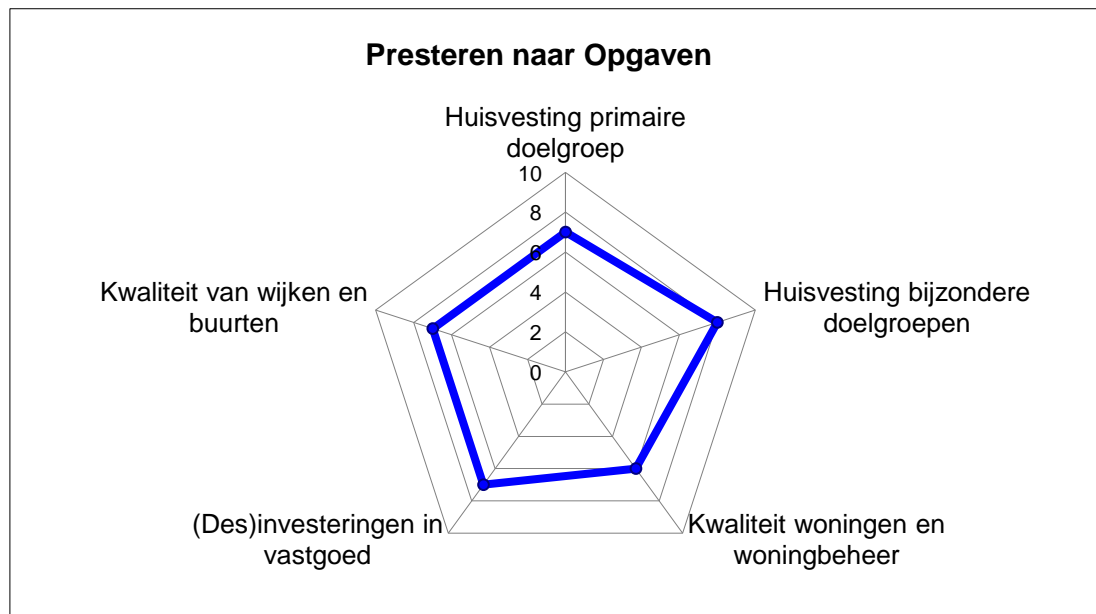 Presteren naar Opgaven
Huisvesting primaire
doelgroep
10
8
6
4
2
0
Huisvesting bijzondere
doelgroepen
Kwaliteit woningen en
woningbeheer
(Des)investeringen in
vastgoed
Kwaliteit van wijken en
buurten